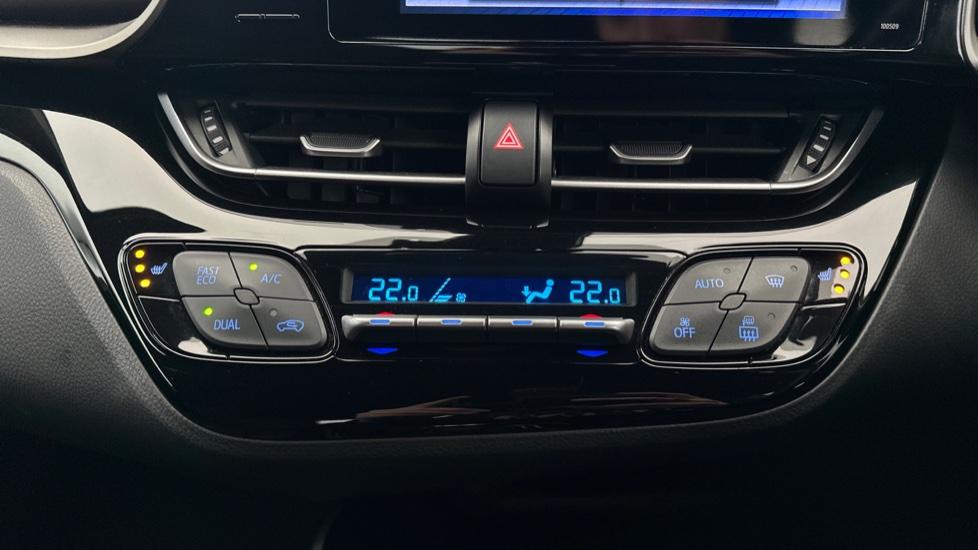 100509
FAST
ECO
A/C
DUAL
22.0
22.0
AUTO
OFF